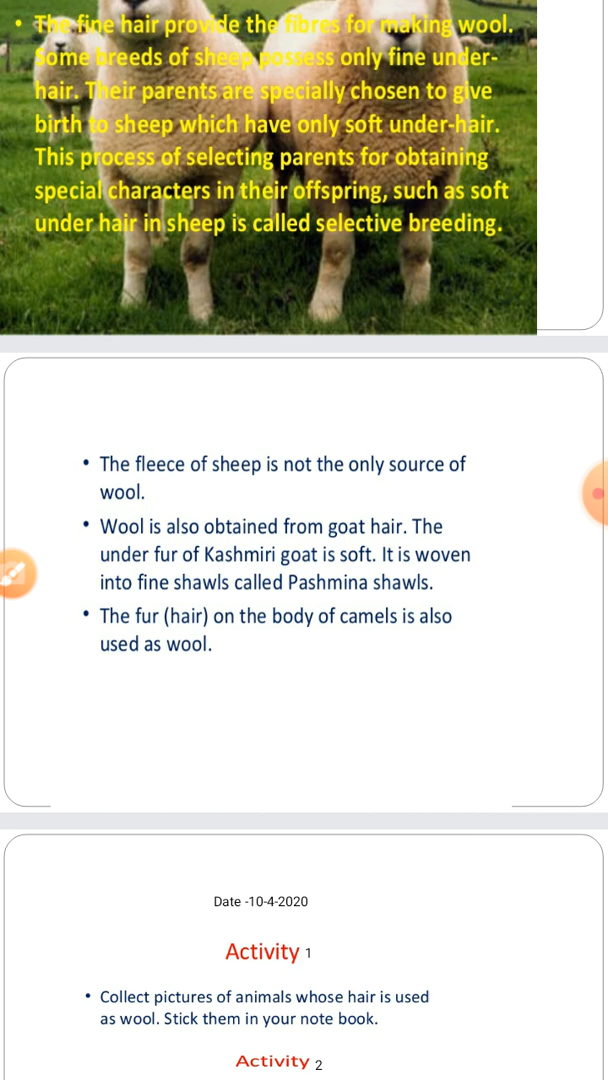 • The fine hair provide the fibres for making wool.
Some breeds of sheep possess only fine under-
hair. Their parents are specially chosen to give
birth to sheep which have only soft under-hair.
This process of selecting parents for obtaining
special characters in their offspring, such as soft
under hair in sheep is called selective breeding.
• The fleece of sheep is not the only source of
wool.
• Wool is also obtained from goat hair. The
under fur of Kashmiri goat is soft. It is woven
into fine shawls called Pashmina shawls.
• The fur (hair) on the body of camels is also
used as wool.
Date -10-4-2020
Activity 1
• Collect pictures of animals whose hair is used
as wool. Stick them in your note book.
Activity 2